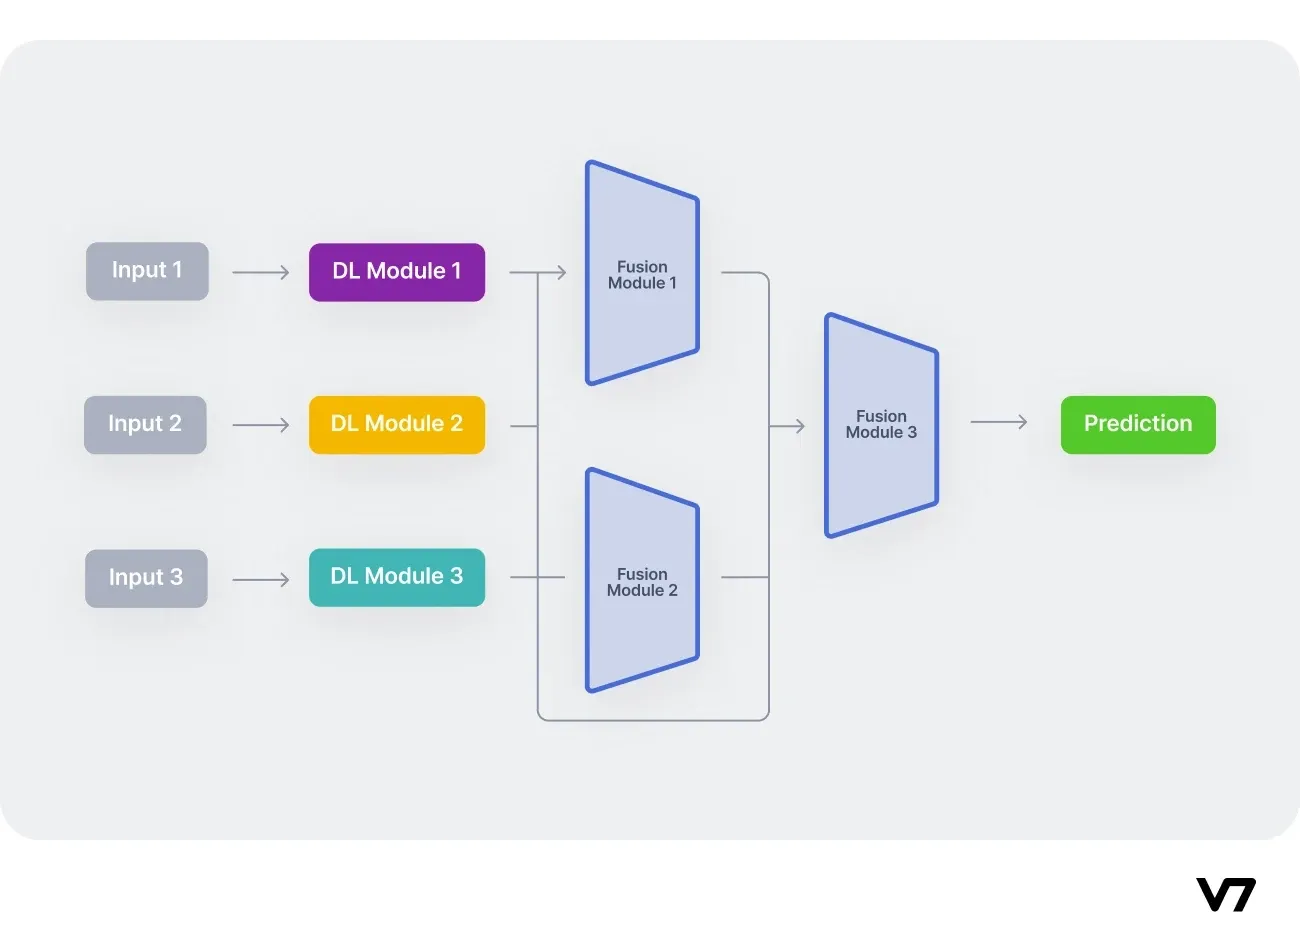 Input 1
DL Module 1
Fusion
Module 1
Input 2
DL Module 2
Fusion
Module 3
Prediction
Input 3
DL Module 3
Fusion
Module 2
V7